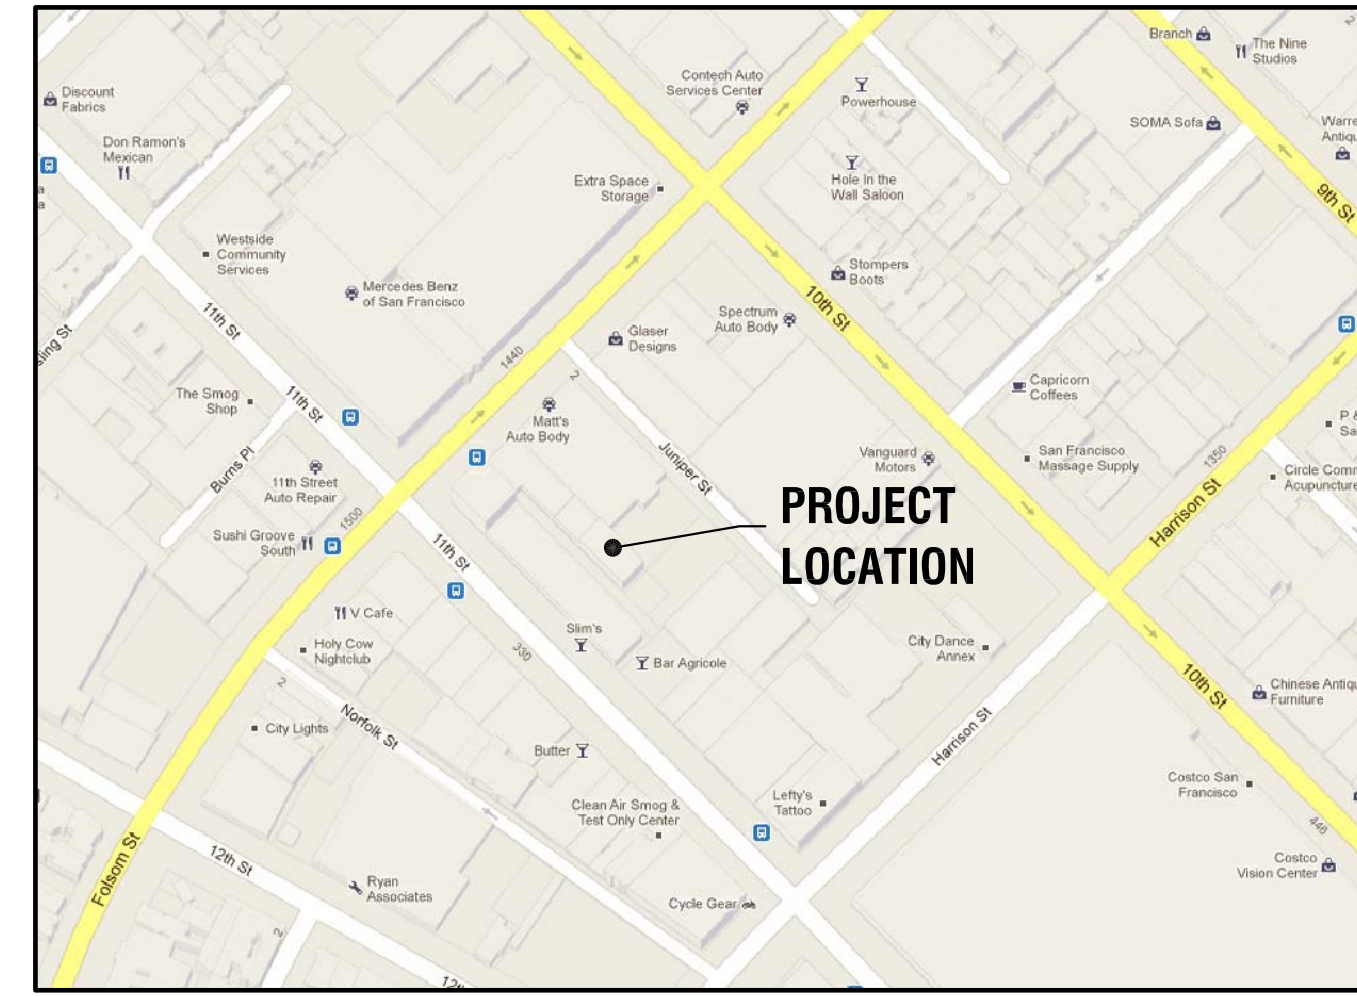 Branch
The Nine
Studios
Contech Auto
Services Center
Discount
Fabrics
Powerhouse
SOMA Sofa
Don Ramon's
Mexican
Extra Space
Storage
Hole In the
Wall Saloon
9th St
Westside
Community
Services
Mercedes Benz
of San Francisco
Stompers
Boots
10th St
Spectrum
Auto Body
Glaser
Designs
11th St
1440
2
The Smog
Shop
11th St
Capricorn
Coffees
Matt's
Auto Body
Juniper St
Vanguard
Motors
San Francisco
Massage Supply
1350
Burns Pl
11th Street
Auto Repair
PROJECT
LOCATION
Harrison St
1500
Sushi Groove
South
11th St
V Cafe
Holy Cow
Nightclub
Slim's
330
Bar Agricole
City Dance
Annex
10th St
2
Norfolk St
City Lights
Butter
Harrison St
Costco San
Francisco
Clean Air Smog &
Test Only Center
Lefty's
Tattoo
446
Folsom St
12th St
Costco
Vision Center
Ryan
Associates
Cycle Gear
2